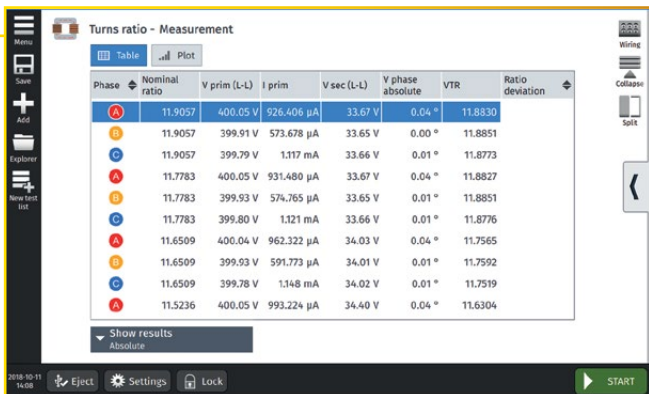 Turns ratio - Measurement
Menu
Save
Add
Explorer
New test
list
Table
Plot
Wiring
Collapse
Split
Phase Nominal ratio V prim (L-L) I prim V sec (L-L) V phase absolute VTR Ratio deviation
A 11.9057 400.05 V 926.406 µA 33.67 V 0.04 ° 11.8830
B 11.9057 399.91 V 573.678 µA 33.65 V 0.00 ° 11.8851
C 11.9057 399.79 V 1.117 mA 33.66 V 0.01 ° 11.8773
A 11.7783 400.05 V 931.480 µA 33.67 V 0.04 ° 11.8827
B 11.7783 399.93 V 574.765 µA 33.65 V 0.01 ° 11.8851
C 11.7783 399.80 V 1.121 mA 33.66 V 0.01 ° 11.8776
A 11.6509 400.04 V 962.322 µA 34.03 V 0.04 ° 11.7565
B 11.6509 399.93 V 591.773 µA 34.01 V 0.01 ° 11.7592
C 11.6509 399.78 V 1.148 mA 34.02 V 0.01 ° 11.7519
A 11.5236 400.05 V 993.224 µA 34.40 V 0.04 ° 11.6304
Show results
Absolute
2018-10-11
14:08
Eject
Settings
Lock
START